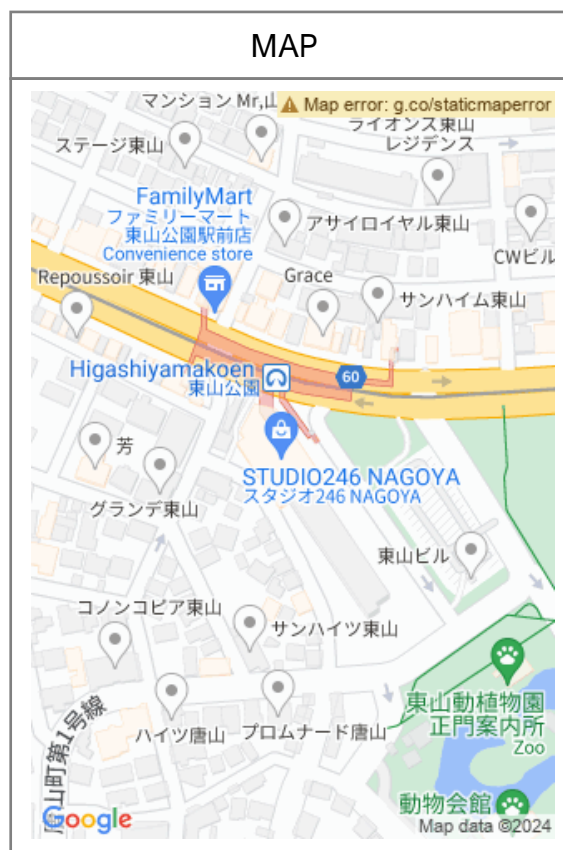 MAP
マンション Mr,山
Map error: g.co/staticmaperror
ライオンス東山
レジデンス
ステージ東山
FamilyMart
ファミリーマート
東山公園駅前店
Convenience store
アサイロイヤル東山
CWビル
Repoussoir 東山
Grace
サンハイム東山
Higashiyamakoen
東山公園
60
芳
STUDIO246 NAGOYA
スタジオ246 NAGOYA
グランデ東山
東山ビル
コノンコピア東山
サンハイツ東山
東山動植物園
正門案内所
Zoo
ハイツ唐山
プロムナード唐山
山町第1号線
動物会館
Google
Map data ©2024